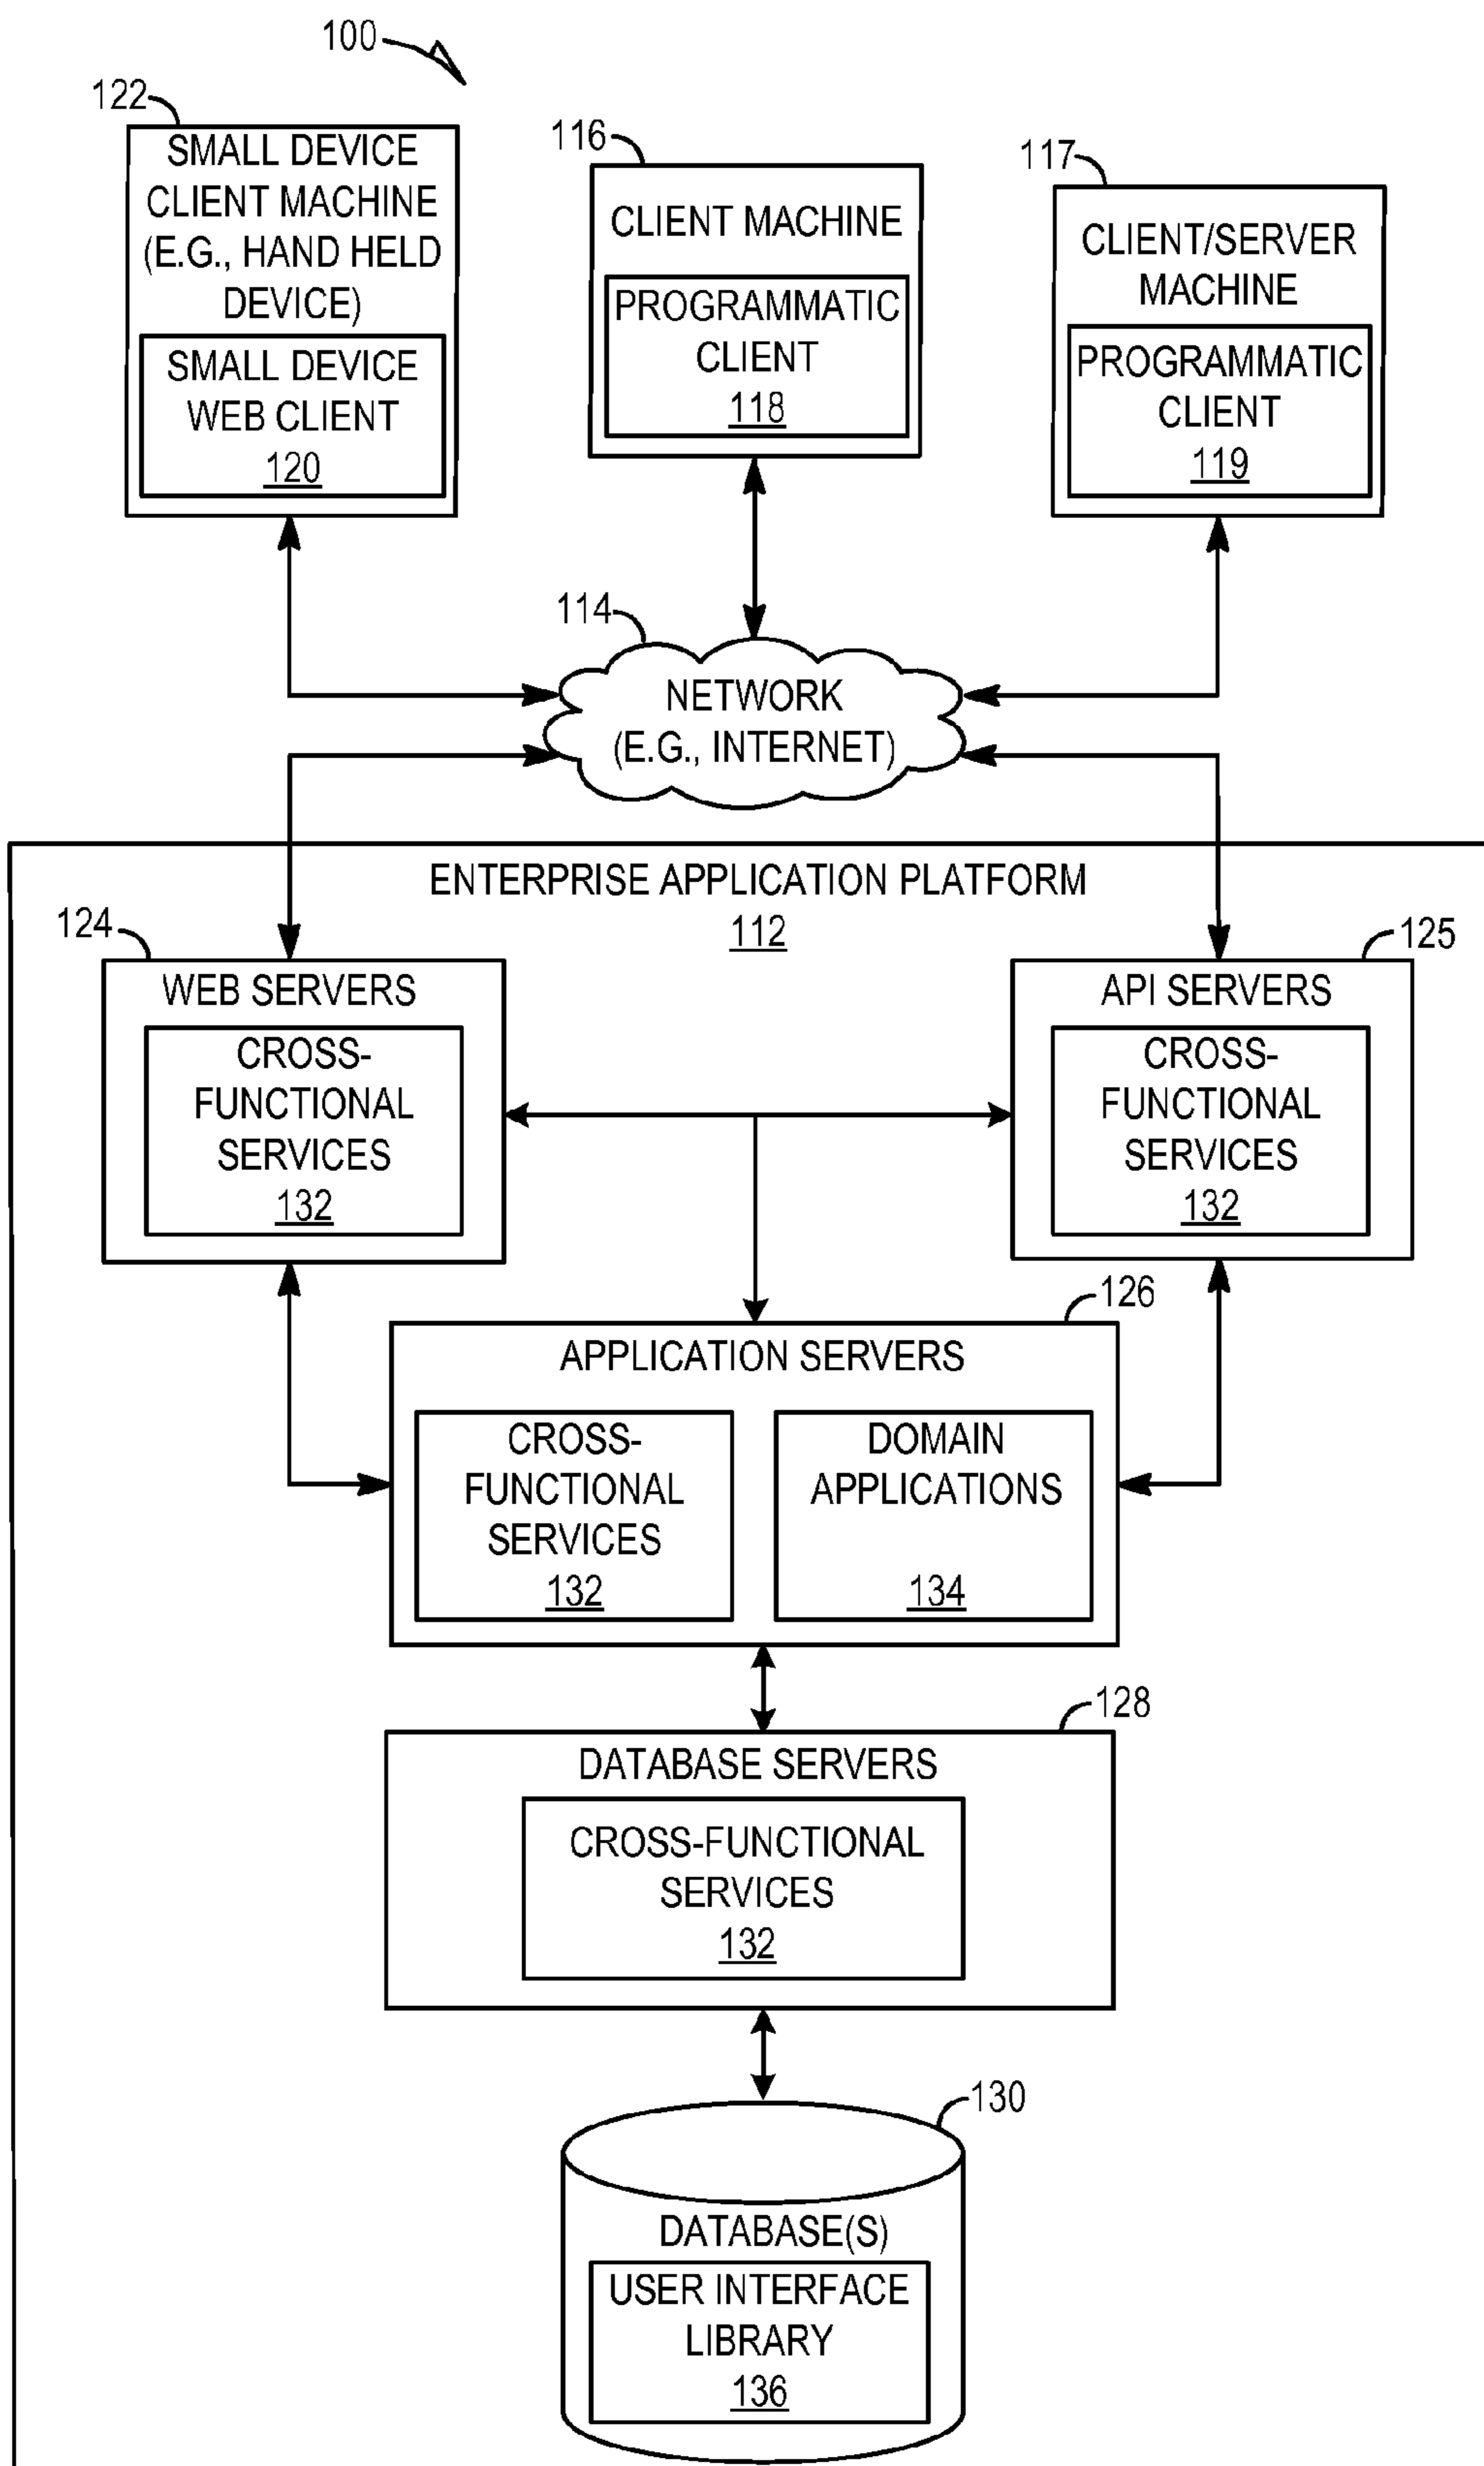 100
122
SMALL DEVICE
CLIENT MACHINE
(E.G., HAND HELD
DEVICE)
SMALL DEVICE
WEB CLIENT
120
116
CLIENT MACHINE
PROGRAMMATIC
CLIENT
118
117
CLIENT/SERVER
MACHINE
PROGRAMMATIC
CLIENT
119
114
NETWORK
(E.G., INTERNET)
ENTERPRISE APPLICATION PLATFORM
112
124
WEB SERVERS
CROSS-
FUNCTIONAL
SERVICES
132
125
API SERVERS
CROSS-
FUNCTIONAL
SERVICES
132
126
APPLICATION SERVERS
CROSS-
FUNCTIONAL
SERVICES
132
DOMAIN
APPLICATIONS
134
128
DATABASE SERVERS
CROSS-FUNCTIONAL
SERVICES
132
130
DATABASE(S)
USER INTERFACE
LIBRARY
136